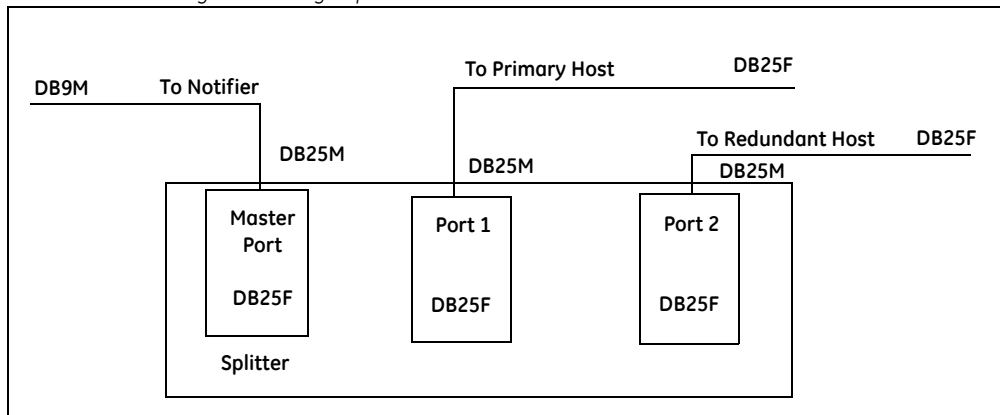 To Primary Host DB25F
DB9M To Notifier
To Redundant Host DB25F
DB25M DB25M DB25M
Master Port
DB25F
Port 1
DB25F
Port 2
DB25F
Splitter